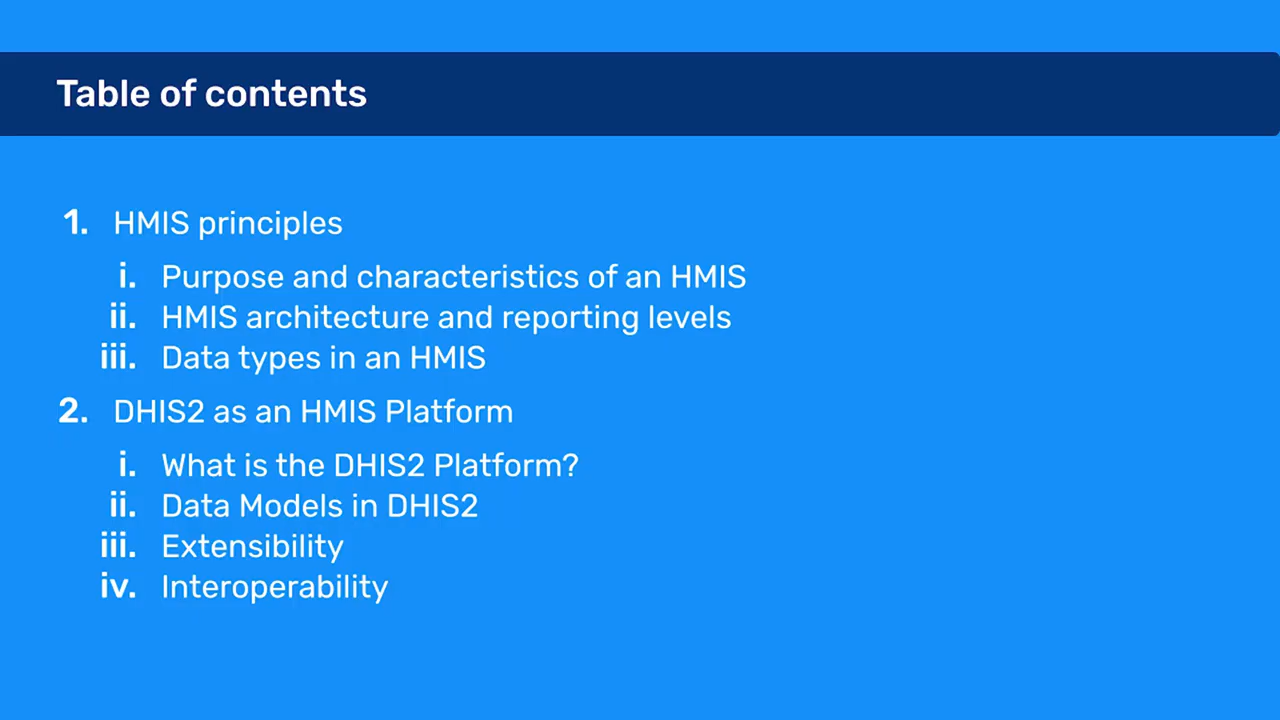 Table of contents
1. HMIS principles
i. Purpose and characteristics of an HMIS
ii. HMIS architecture and reporting levels
iii. Data types in an HMIS
2. DHIS2 as an HMIS Platform
i. What is the DHIS2 Platform?
ii. Data Models in DHIS2
iii. Extensibility
iv. Interoperability